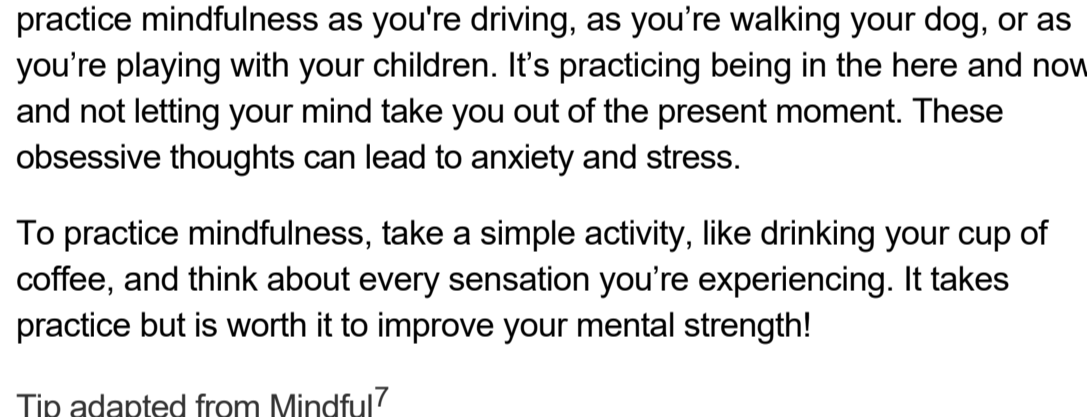 practice mindfulness as you're driving, as you’re walking your dog, or as
you’re playing with your children. It’s practicing being in the here and now
and not letting your mind take you out of the present moment. These
obsessive thoughts can lead to anxiety and stress.
To practice mindfulness, take a simple activity, like drinking your cup of
coffee, and think about every sensation you’re experiencing. It takes
practice but is worth it to improve your mental strength!
Tip adapted from Mindful7